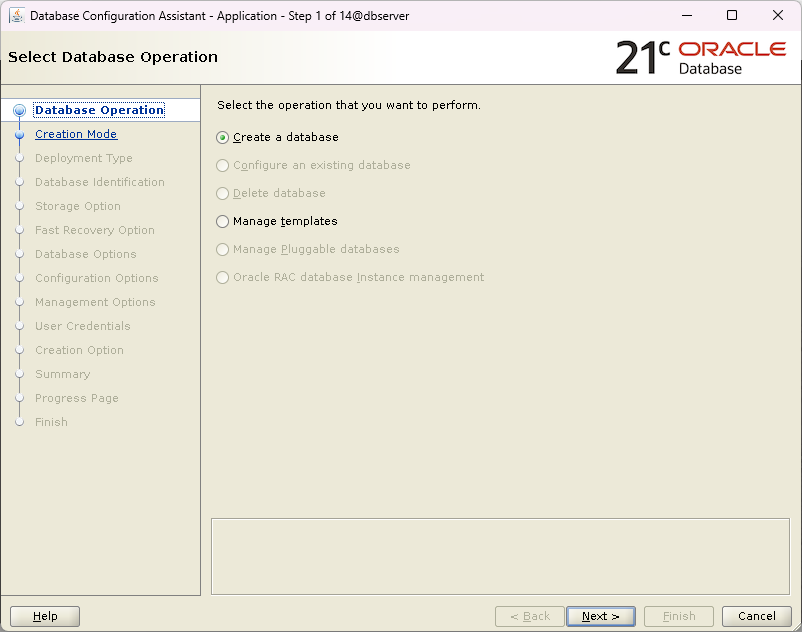 Database Configuration Assistant - Application - Step 1 of 14@dbserver
Select Database Operation
21c ORACLE
Database
Database Operation
Creation Mode
Deployment Type
Database Identification
Storage Option
Fast Recovery Option
Database Options
Configuration Options
Management Options
User Credentials
Creation Option
Summary
Progress Page
Finish
Select the operation that you want to perform.
Create a database
Configure an existing database
Delete database
Manage templates
Manage Pluggable databases
Oracle RAC database Instance management
Help
< Back
Next >
Finish
Cancel